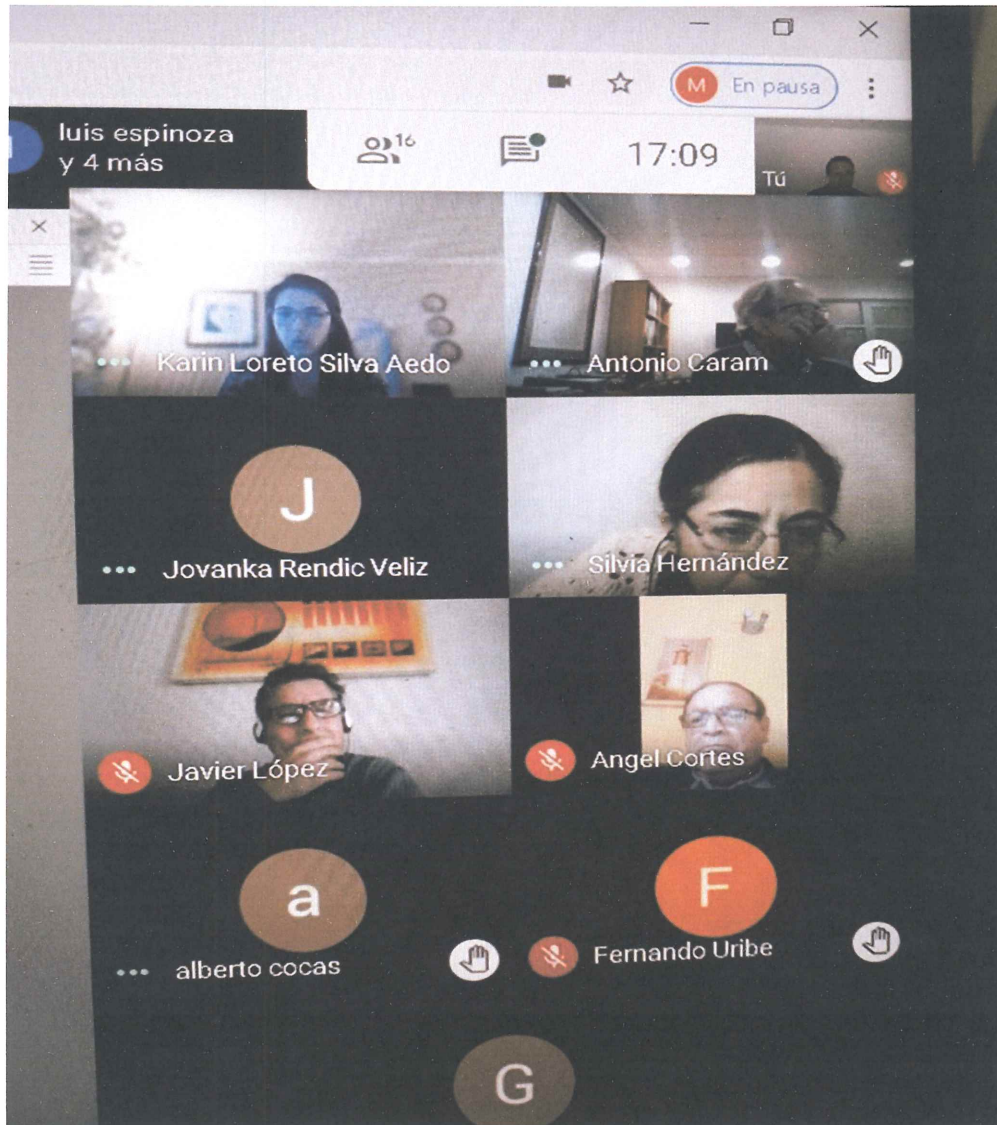 M En pausa
luis espinoza
y 4 más
16
17:09
Tú
Karin Loreto Silva Aedo
Antonio Caram
J
Jovanka Rendic Veliz
Silvia Hernández
Javier López
Angel Cortes
a
alberto cocas
F
Fernando Uribe
G